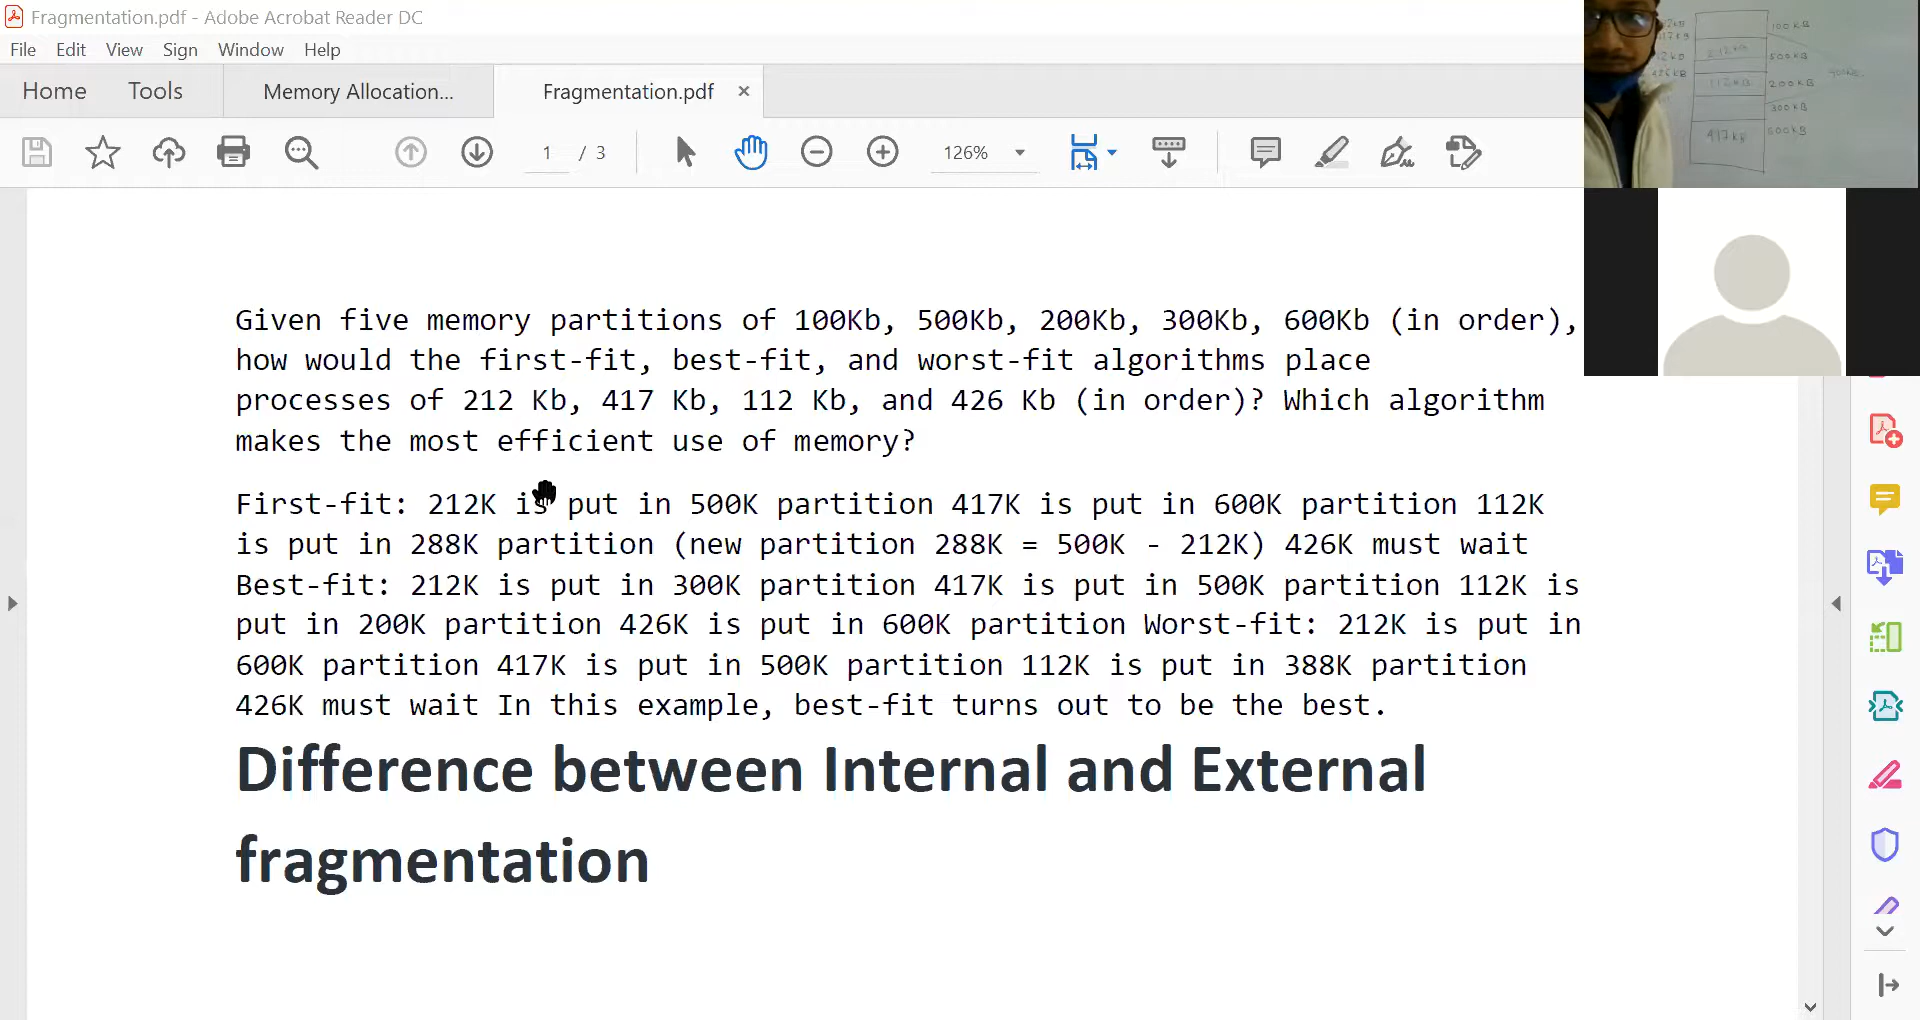 Fragmentation.pdf - Adobe Acrobat Reader DC
File Edit View Sign Window Help
Home Tools Memory Allocation... Fragmentation.pdf ×
1 / 3 126%
100KB
212KB 500KB
112KB 200KB
300KB
417KB 600KB
Given five memory partitions of 100Kb, 500Kb, 200Kb, 300Kb, 600Kb (in order),
how would the first-fit, best-fit, and worst-fit algorithms place
processes of 212 Kb, 417 Kb, 112 Kb, and 426 Kb (in order)? Which algorithm
makes the most efficient use of memory?
First-fit: 212K is put in 500K partition 417K is put in 600K partition 112K
is put in 288K partition (new partition 288K = 500K - 212K) 426K must wait
Best-fit: 212K is put in 300K partition 417K is put in 500K partition 112K is
put in 200K partition 426K is put in 600K partition Worst-fit: 212K is put in
600K partition 417K is put in 500K partition 112K is put in 388K partition
426K must wait In this example, best-fit turns out to be the best.
Difference between Internal and External
fragmentation